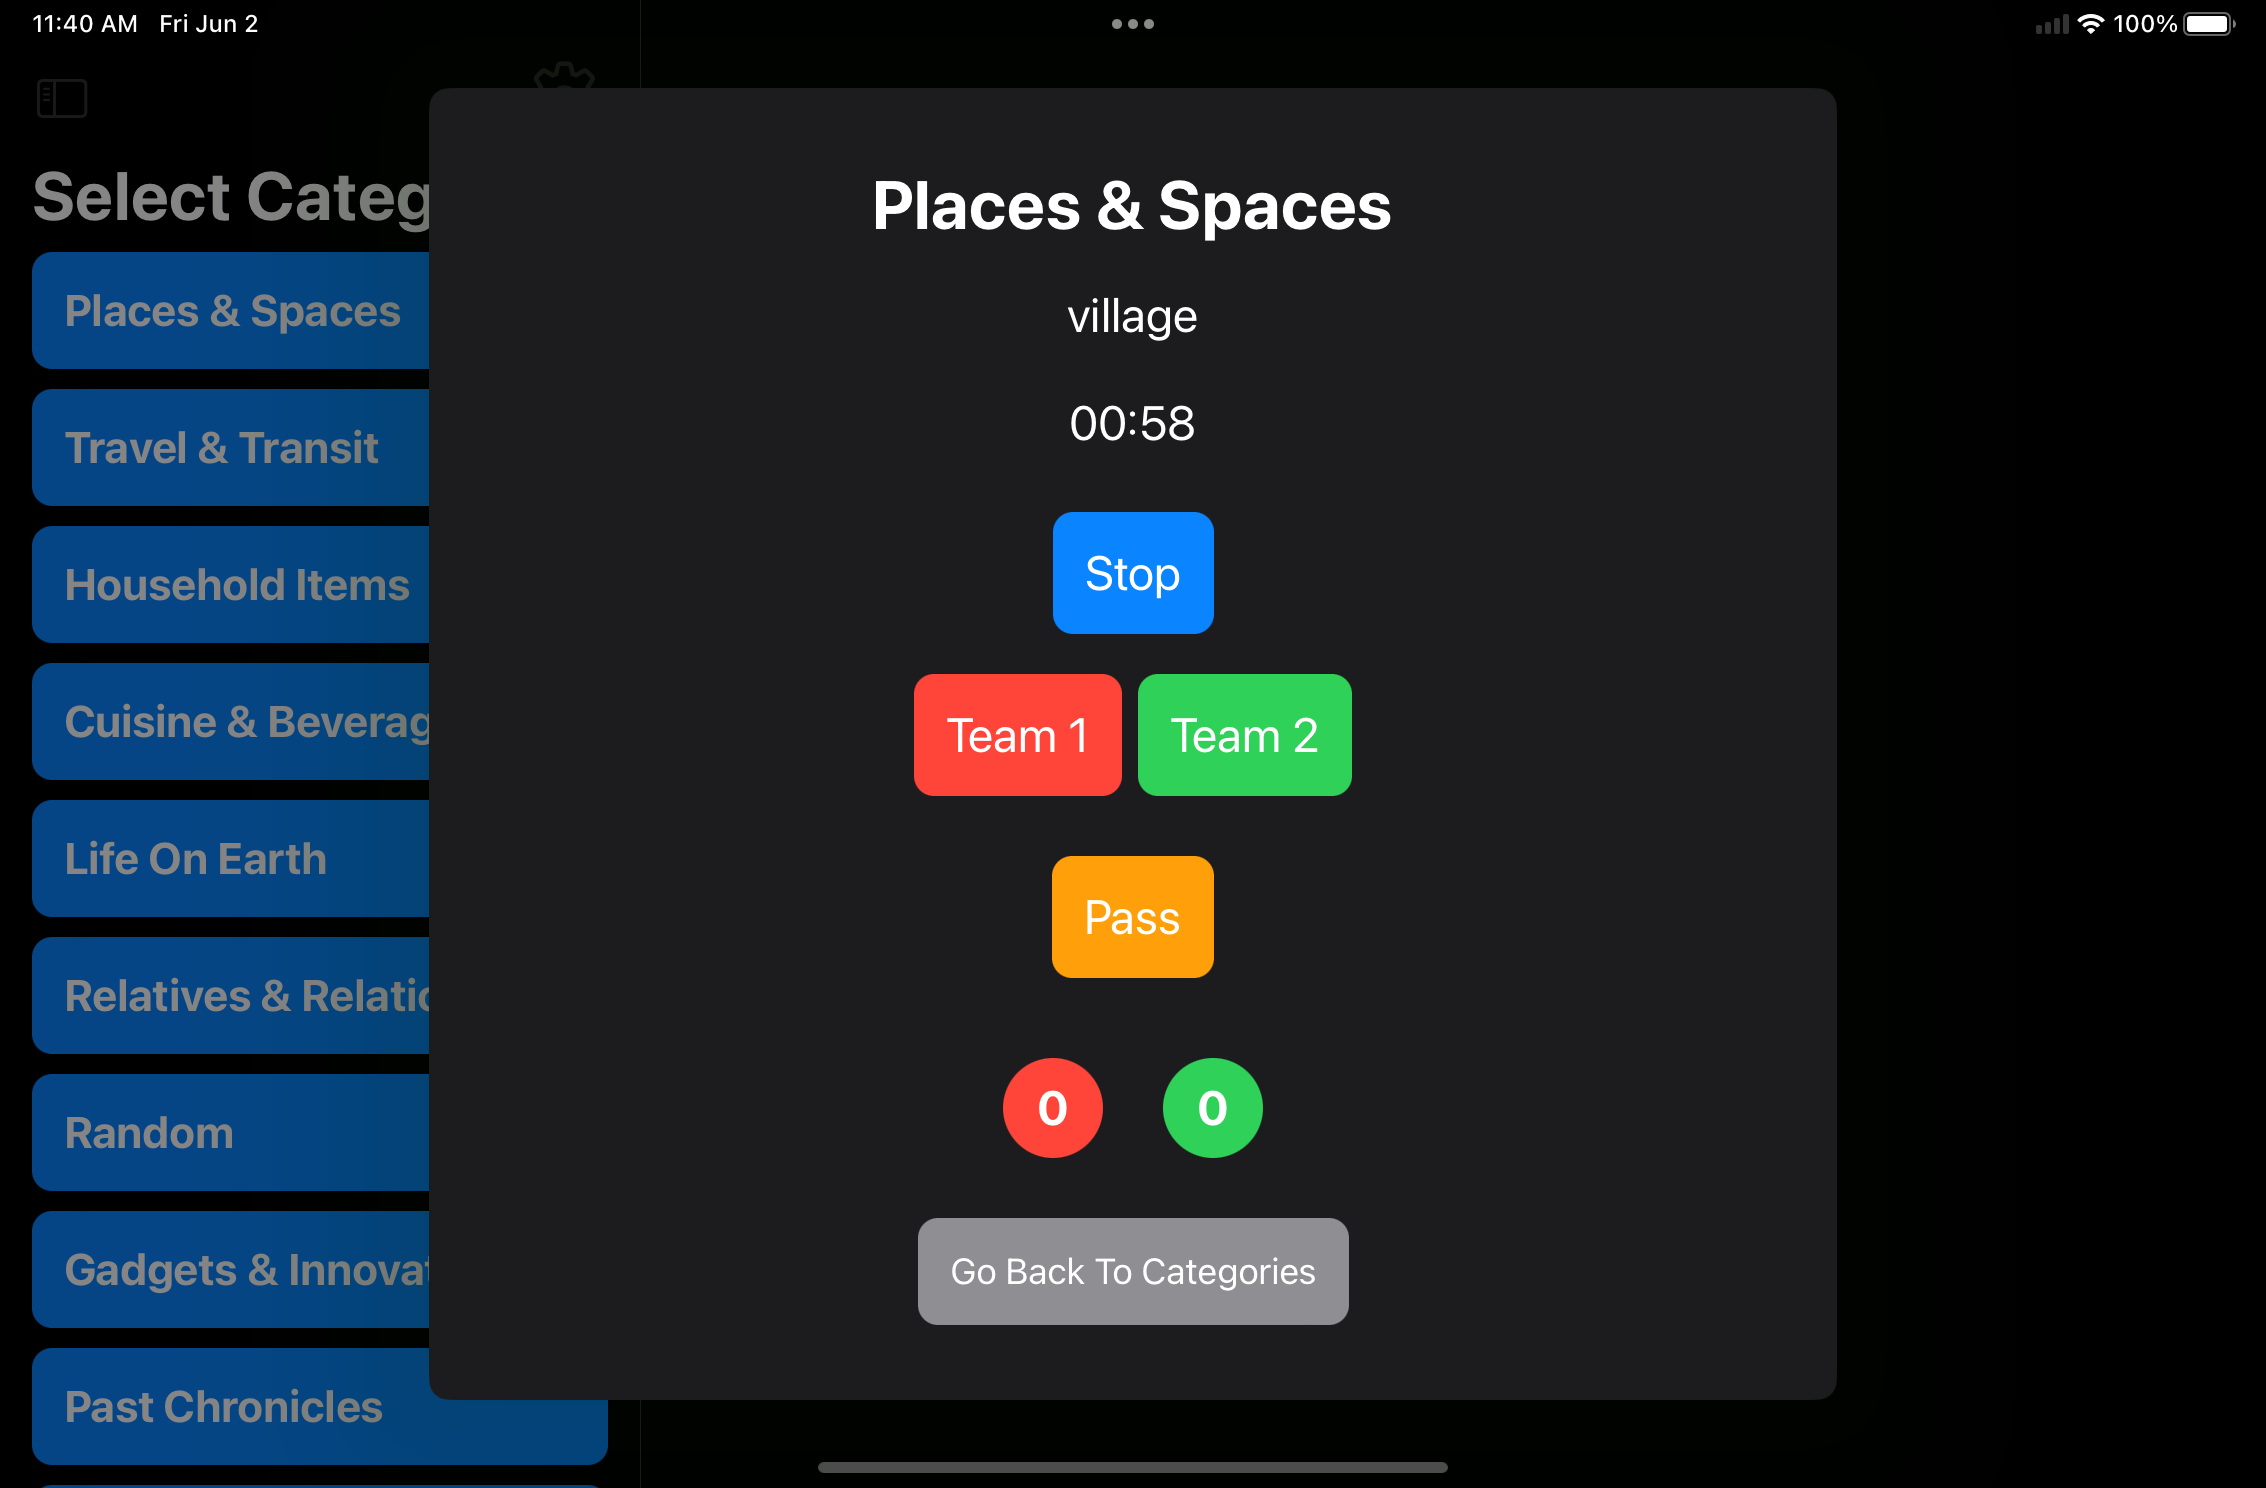 11:40 AM Fri Jun 2
100%
Select Categ
Places & Spaces
Travel & Transit
Household Items
Cuisine & Beverag
Life On Earth
Relatives & Relatio
Random
Gadgets & Innovat
Past Chronicles
Places & Spaces
village
00:58
Stop
Team 1 Team 2
Pass
0 0
Go Back To Categories